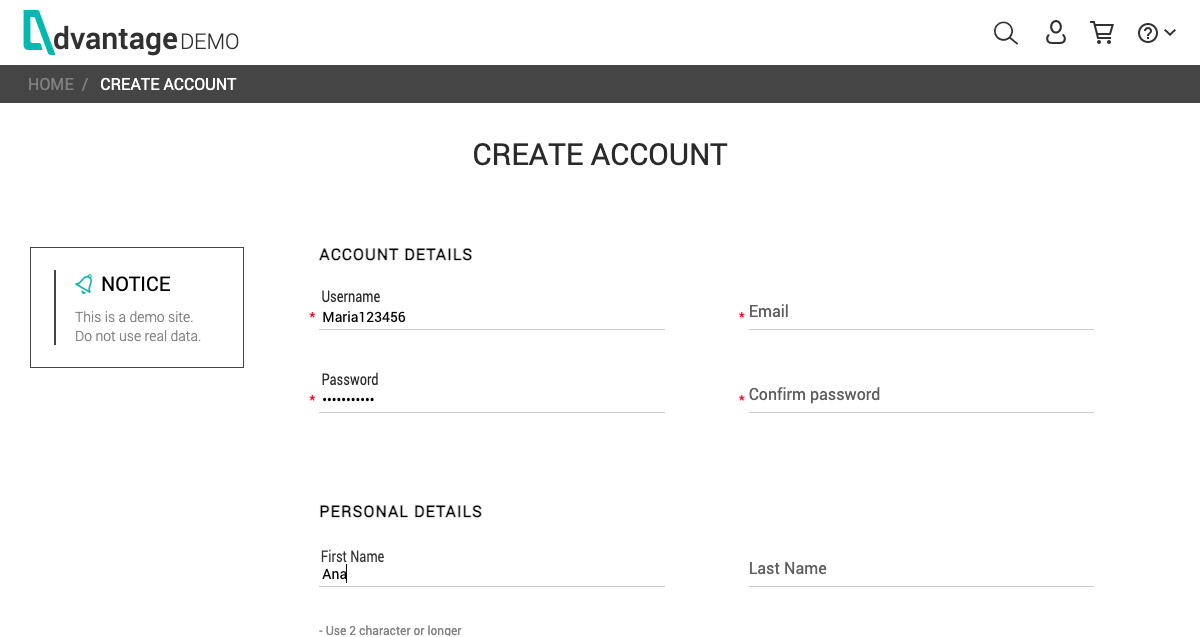 dvantage DEMO
HOME / CREATE ACCOUNT
CREATE ACCOUNT
NOTICE
This is a demo site.
Do not use real data.
ACCOUNT DETAILS
Username
* Maria123456
* Email
Password
* •••••••••••
* Confirm password
PERSONAL DETAILS
First Name
Ana
Last Name
- Use 2 character or longer